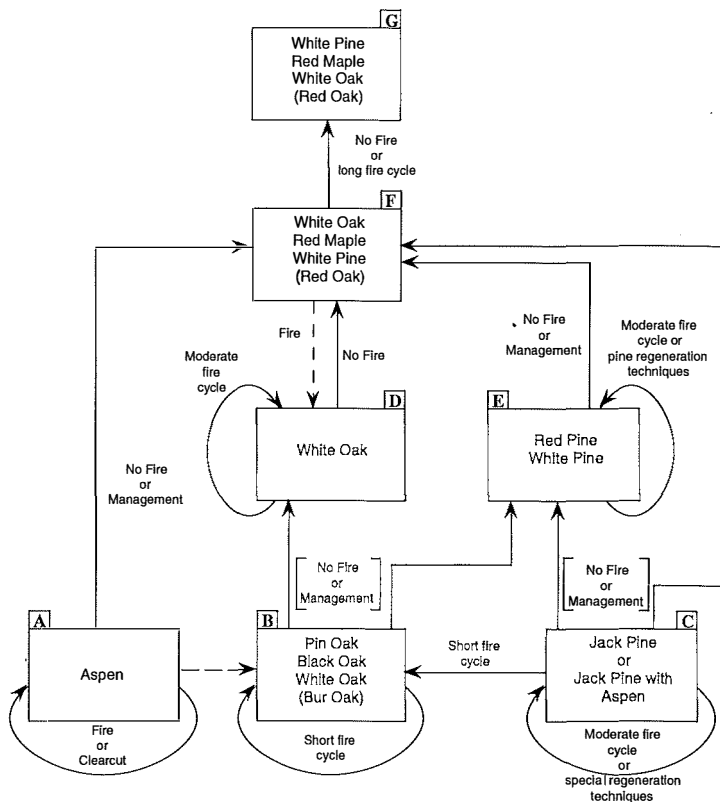 G
White Pine
Red Maple
White Oak
(Red Oak)
No Fire
or
long fire cycle
F
White Oak
Red Maple
White Pine
(Red Oak)
Fire
No Fire
No Fire
or
Management
Moderate fire
cycle or
pine regeneration
techniques
Moderate
fire
cycle
D
White Oak
E
Red Pine
White Pine
No Fire
or
Management
No Fire
or
Management
No Fire
or
Management
A
Aspen
B
Pin Oak
Black Oak
White Oak
(Bur Oak)
Short fire
cycle
C
Jack Pine
or
Jack Pine with
Aspen
Fire
or
Clearcut
Short fire
cycle
Moderate fire
cycle
or
special regeneration
techniques